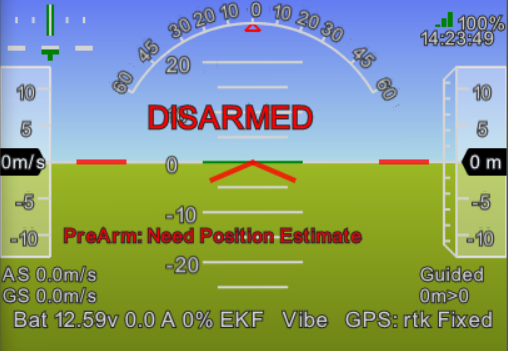 60 45 30 20 10 0 10 20 30 45 60
100%
14:23:49
20
10 10
DISARMED
5 5
0m/s 0 0 m
-5 -5
-10
-10 PreArm: Need Position Estimate -10
-20
AS 0.0m/s Guided
GS 0.0m/s 0m>0
Bat 12.59v 0.0 A 0% EKF Vibe GPS: rtk Fixed